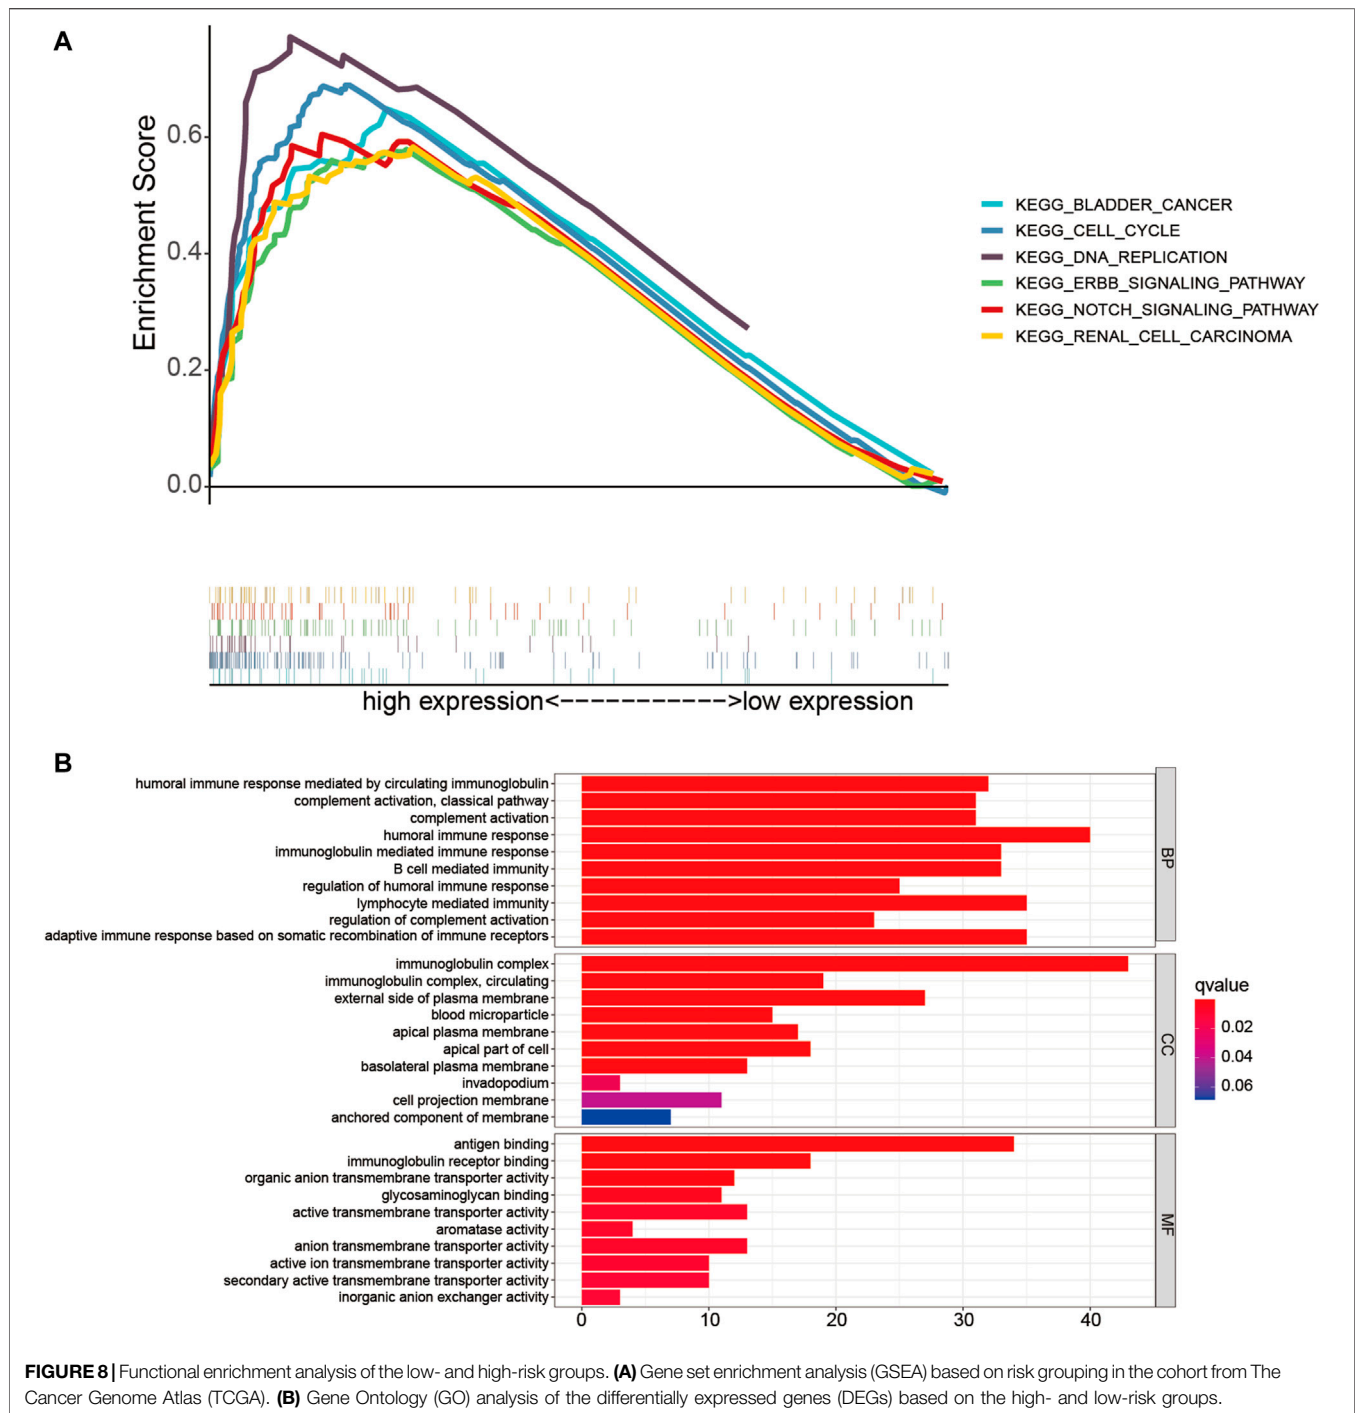 A
Enrichment Score
0.6
0.4
0.2
0.0
KEGG_BLADDER_CANCER
KEGG_CELL_CYCLE
KEGG_DNA_REPLICATION
KEGG_ERBB_SIGNALING_PATHWAY
KEGG_NOTCH_SIGNALING_PATHWAY
KEGG_RENAL_CELL_CARCINOMA
high expression<----------->low expression
B
humoral immune response mediated by circulating immunoglobulin
complement activation, classical pathway
complement activation
humoral immune response
immunoglobulin mediated immune response
B cell mediated immunity
regulation of humoral immune response
lymphocyte mediated immunity
regulation of complement activation
adaptive immune response based on somatic recombination of immune receptors
BP
immunoglobulin complex
immunoglobulin complex, circulating
external side of plasma membrane
blood microparticle
apical plasma membrane
apical part of cell
basolateral plasma membrane
invadopodium
cell projection membrane
anchored component of membrane
CC
antigen binding
immunoglobulin receptor binding
organic anion transmembrane transporter activity
glycosaminoglycan binding
active transmembrane transporter activity
aromatase activity
anion transmembrane transporter activity
active ion transmembrane transporter activity
secondary active transmembrane transporter activity
inorganic anion exchanger activity
MF
0 10 20 30 40
qvalue
0.02
0.04
0.06
FIGURE 8 | Functional enrichment analysis of the low- and high-risk groups. (A) Gene set enrichment analysis (GSEA) based on risk grouping in the cohort from The
Cancer Genome Atlas (TCGA). (B) Gene Ontology (GO) analysis of the differentially expressed genes (DEGs) based on the high- and low-risk groups.